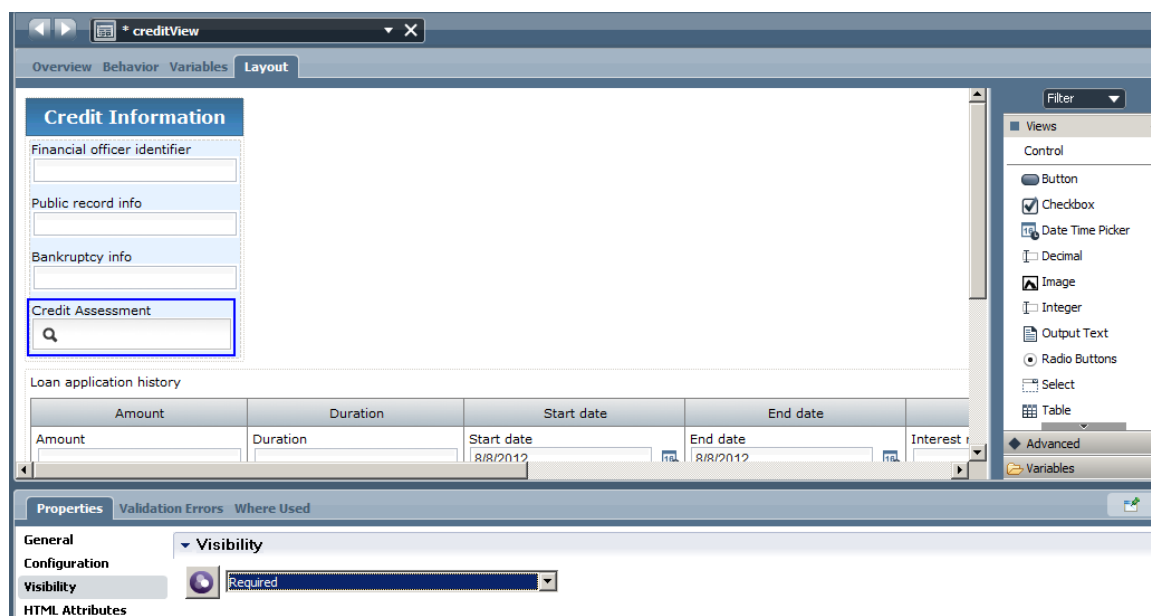 * creditView
Overview Behavior Variables Layout
Credit Information
Financial officer identifier
Public record info
Bankruptcy info
Credit Assessment
Loan application history
Amount Duration Start date End date
Amount Duration Start date End date Interest
8/8/2012 8/8/2012
Filter
Views
Control
Button
Checkbox
Date Time Picker
Decimal
Image
Integer
Output Text
Radio Buttons
Select
Table
Advanced
Variables
Properties Validation Errors Where Used
General
Configuration
Visibility
HTML Attributes
Visibility
Required